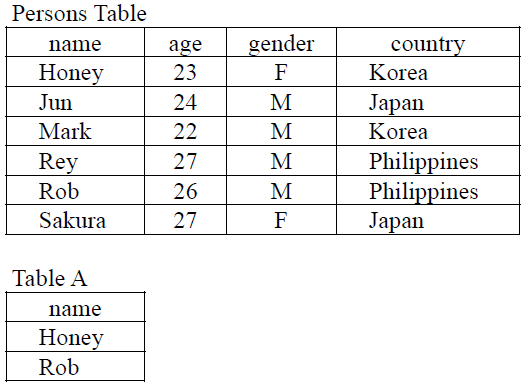 Persons Table
name age gender country
Honey 23 F Korea
Jun 24 M Japan
Mark 22 M Korea
Rey 27 M Philippines
Rob 26 M Philippines
Sakura 27 F Japan
Table A
name
Honey
Rob